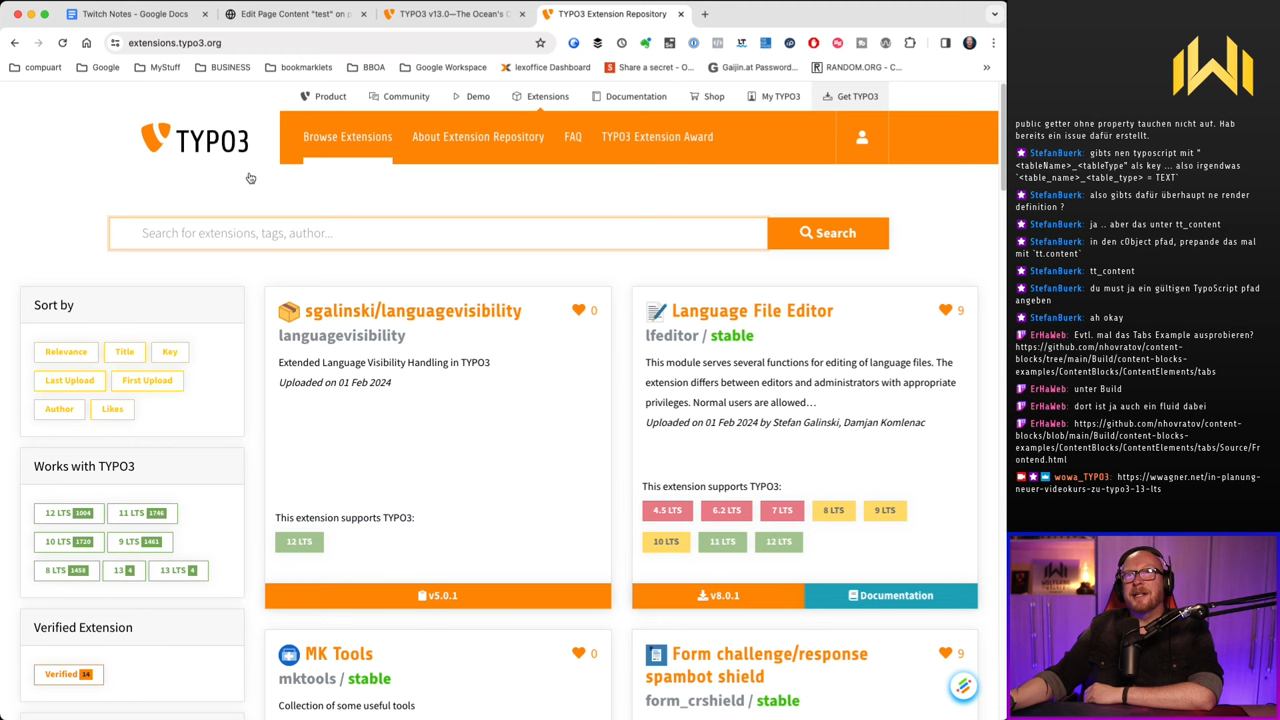 Twitch Notes - Google Docs
Edit Page Content "test" on p
TYPO3 v13.0—The Ocean's C
TYPO3 Extension Repository
extensions.typo3.org
compuart
Google
MyStuff
BUSINESS
bookmarklets
BBOA
Google Workspace
lexoffice Dashboard
Share a secret - O...
Gaijin.at Password...
RANDOM.ORG - C...
Product
Community
Demo
Extensions
Documentation
Shop
My TYPO3
Get TYPO3
TYPO3
Browse Extensions
About Extension Repository
FAQ
TYPO3 Extension Award
Search for extensions, tags, author...
Search
Sort by
Relevance
Title
Key
Last Upload
First Upload
Author
Likes
Works with TYPO3
12 LTS 1004
11 LTS 1746
10 LTS 1720
9 LTS 1461
8 LTS 1458
13 4
13 LTS 4
Verified Extension
Verified 14
sgalinski/languagevisibility
0
languagevisibility
Extended Language Visibility Handling in TYPO3
Uploaded on 01 Feb 2024
This extension supports TYPO3:
12 LTS
v5.0.1
Language File Editor
9
lfeditor / stable
This module serves several functions for editing of language files. The
extension differs between editors and administrators with appropriate
privileges. Normal users are allowed…
Uploaded on 01 Feb 2024 by Stefan Galinski, Damjan Komlenac
This extension supports TYPO3:
4.5 LTS
6.2 LTS
7 LTS
8 LTS
9 LTS
10 LTS
11 LTS
12 LTS
v8.0.1
Documentation
MK Tools
0
mktools / stable
Collection of some useful tools
Form challenge/response
spambot shield
9
form_crshield / stable
public getter ohne property tauchen nicht auf. Hab
bereits ein issue dafür erstellt.
StefanBuerk: gibts nen typoscript mit "
<tableName>_<tableType" als key ... also irgendwas
`<table_name>_<table_type> = TEXT`
StefanBuerk: also gibts dafür überhaupt ne render
definition ?
StefanBuerk: ja .. aber das unter tt_content
StefanBuerk: in den cObject pfad, prepande das mal
mit `tt.content`
StefanBuerk: tt_content
StefanBuerk: du must ja ein gültigen TypoScript pfad
angeben
StefanBuerk: ah okay
ErHaWeb: Evtl. mal das Tabs Example ausprobieren?
https://github.com/nhovratov/content-
blocks/tree/main/Build/content-blocks-
examples/ContentBlocks/ContentElements/tabs
ErHaWeb: unter Build
ErHaWeb: dort ist ja auch ein fluid dabei
ErHaWeb: https://github.com/nhovratov/content-
blocks/blob/main/Build/content-blocks-
examples/ContentBlocks/ContentElements/tabs/Source/Fr
ontend.html
wowa_TYPO3: https://wwagner.net/in-planung-
neuer-videokurs-zu-typo3-13-lts